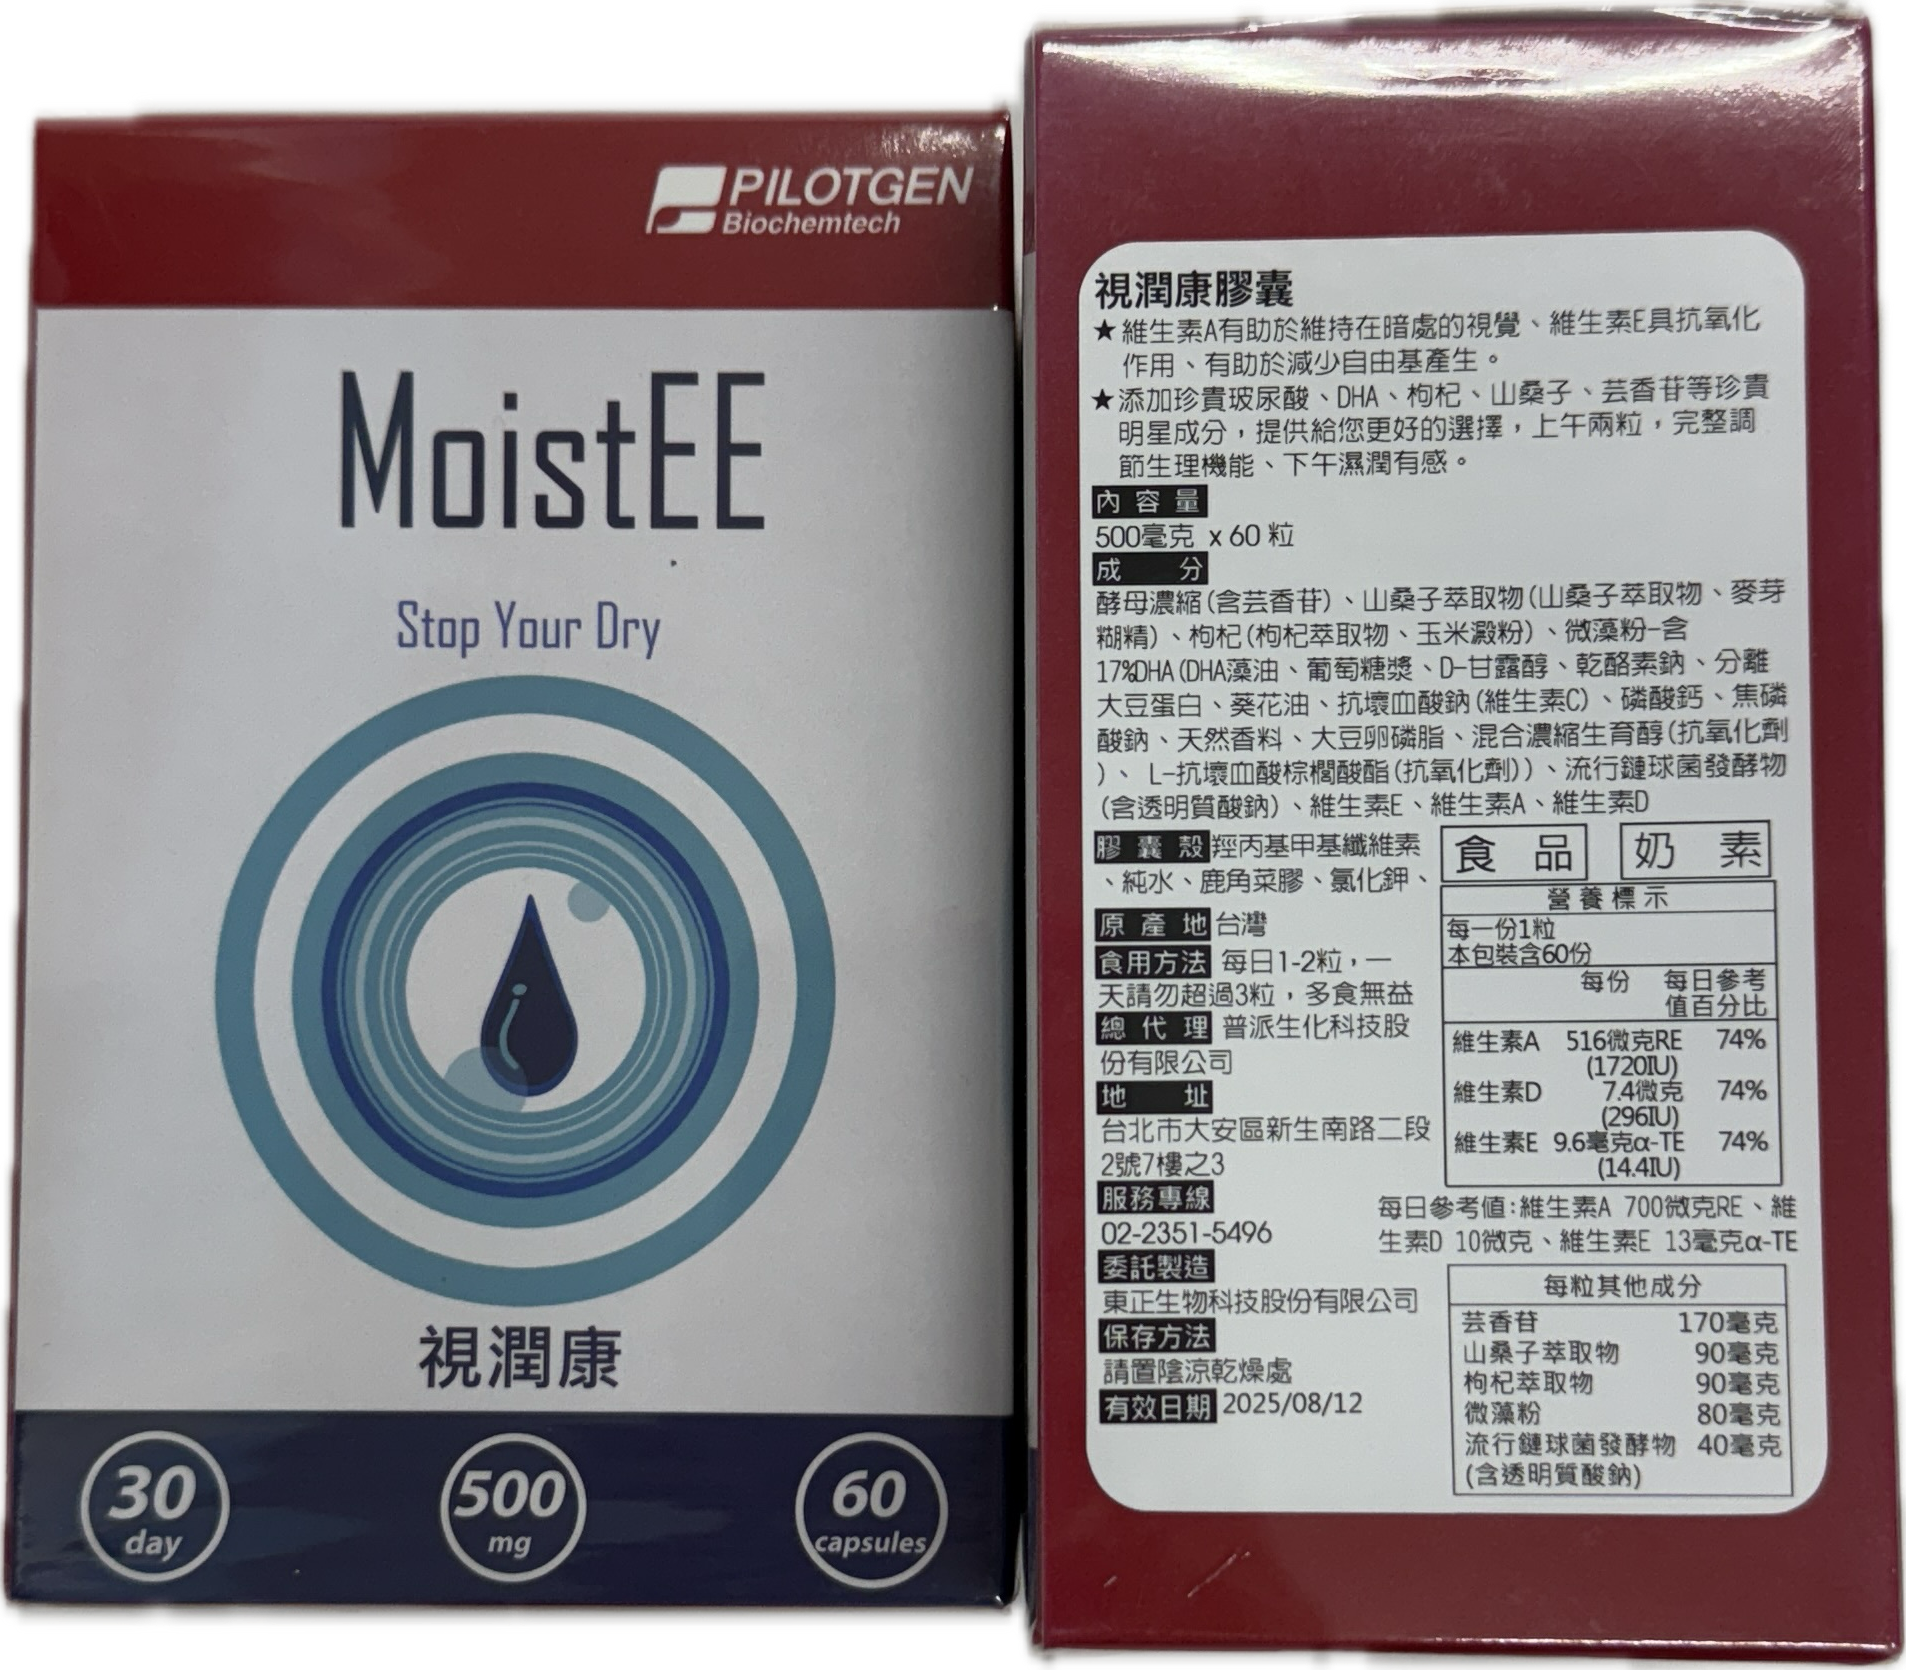 PILOTGEN
Biochemtech
MoistEE
Stop Your Dry
視潤康
30
day
500
mg
60
capsules
視潤康膠囊
★維生素A有助於維持在暗處的視覺、維生素E具抗氧化
作用、有助於減少自由基產生。
★添加珍貴玻尿酸、DHA、枸杞、山桑子、芸香苷等珍貴
明星成分，提供給您更好的選擇，上午兩粒，完整調
節生理機能、下午濕潤有感。
內容量
500毫克 x 60 粒
成 分
酵母濃縮(含芸香苷)、山桑子萃取物(山桑子萃取物、麥芽
糊精)、枸杞(枸杞萃取物、玉米澱粉)、微藻粉-含
17%DHA(DHA藻油、葡萄糖漿、D-甘露醇、乾酪素鈉、分離
大豆蛋白、葵花油、抗壞血酸鈉(維生素C)、磷酸鈣、焦磷
酸鈉、天然香料、大豆卵磷脂、混合濃縮生育醇(抗氧化劑
)、 L-抗壞血酸棕櫚酸酯(抗氧化劑))、流行鏈球菌發酵物
(含透明質酸鈉)、維生素E、維生素A、維生素D
膠囊殼 羥丙基甲基纖維素
、純水、鹿角菜膠、氯化鉀、
原產地 台灣
食用方法 每日1-2粒，一
天請勿超過3粒，多食無益
總代理 普派生化科技股
份有限公司
地 址
台北市大安區新生南路二段
2號7樓之3
服務專線
02-2351-5496
委託製造
東正生物科技股份有限公司
保存方法
請置陰涼乾燥處
有效日期 2025/08/12
食 品 奶 素
營養標示
每一份1粒
本包裝含60份
每份 每日參考
值百分比
維生素A 516微克RE 74%
(1720IU)
維生素D 7.4微克 74%
(296IU)
維生素E 9.6毫克α-TE 74%
(14.4IU)
每日參考值:維生素A 700微克RE、維
生素D 10微克、維生素E 13毫克α-TE
每粒其他成分
芸香苷 170毫克
山桑子萃取物 90毫克
枸杞萃取物 90毫克
微藻粉 80毫克
流行鏈球菌發酵物 40毫克
(含透明質酸鈉)